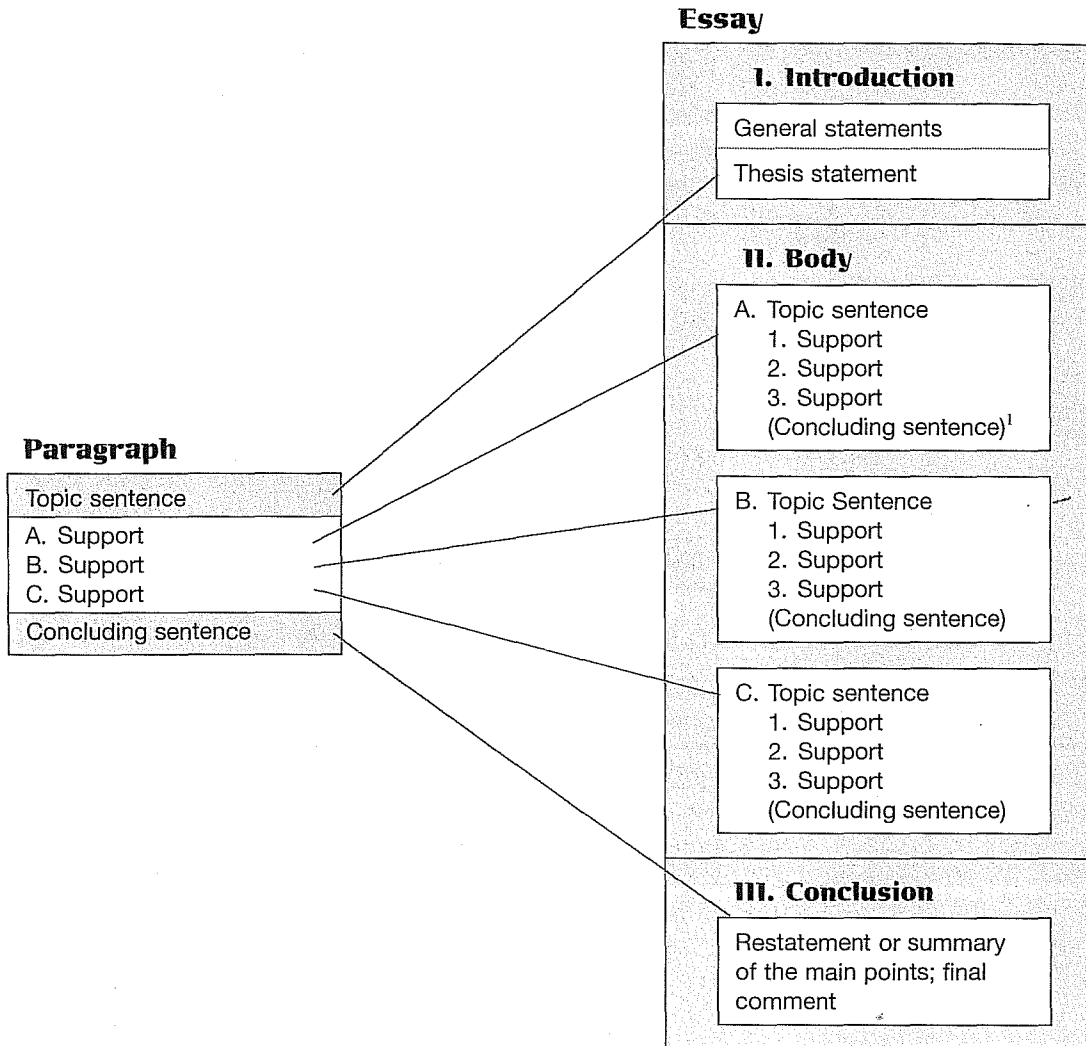 Essay
I. Introduction
General statements
Thesis statement
II. Body
A. Topic sentence
1. Support
2. Support
3. Support
(Concluding sentence)¹
B. Topic Sentence
1. Support
2. Support
3. Support
(Concluding sentence)
C. Topic sentence
1. Support
2. Support
3. Support
(Concluding sentence)
III. Conclusion
Restatement or summary
of the main points; final
comment
Paragraph
Topic sentence
A. Support
B. Support
C. Support
Concluding sentence